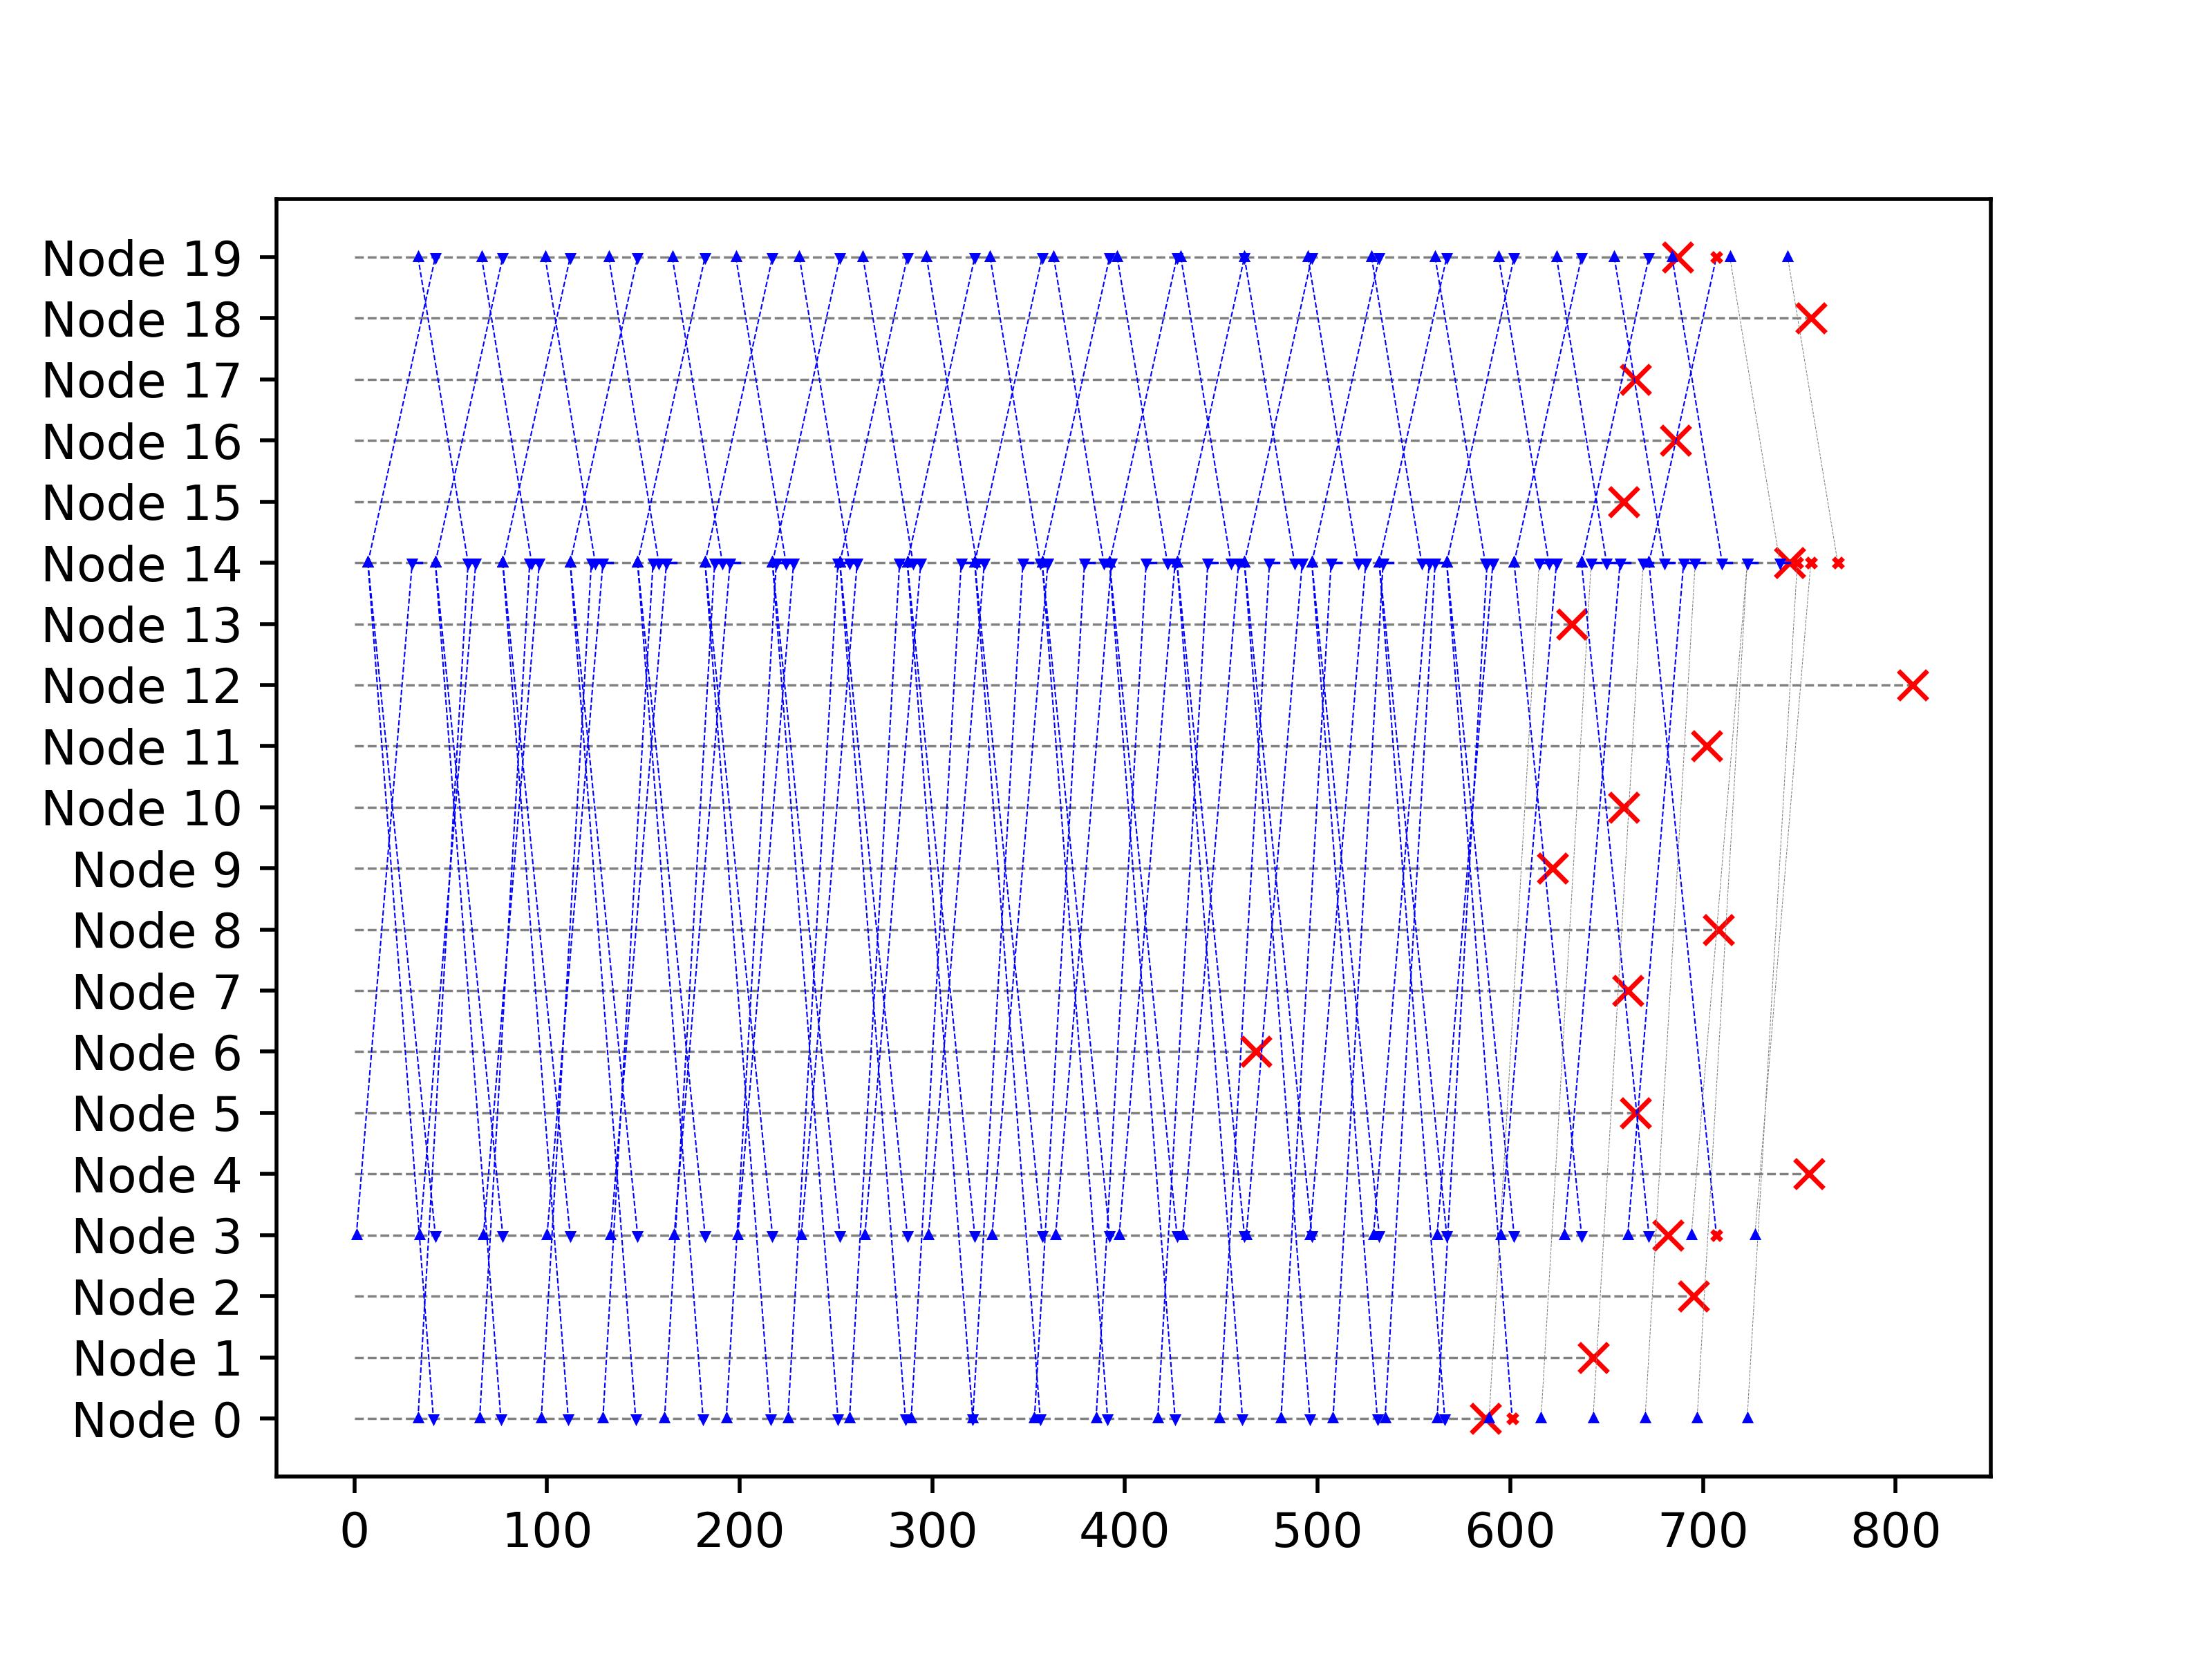 Node 19
Node 18
Node 17
Node 16
Node 15
Node 14
Node 13
Node 12
Node 11
Node 10
Node 9
Node 8
Node 7
Node 6
Node 5
Node 4
Node 3
Node 2
Node 1
Node 0
0 100 200 300 400 500 600 700 800